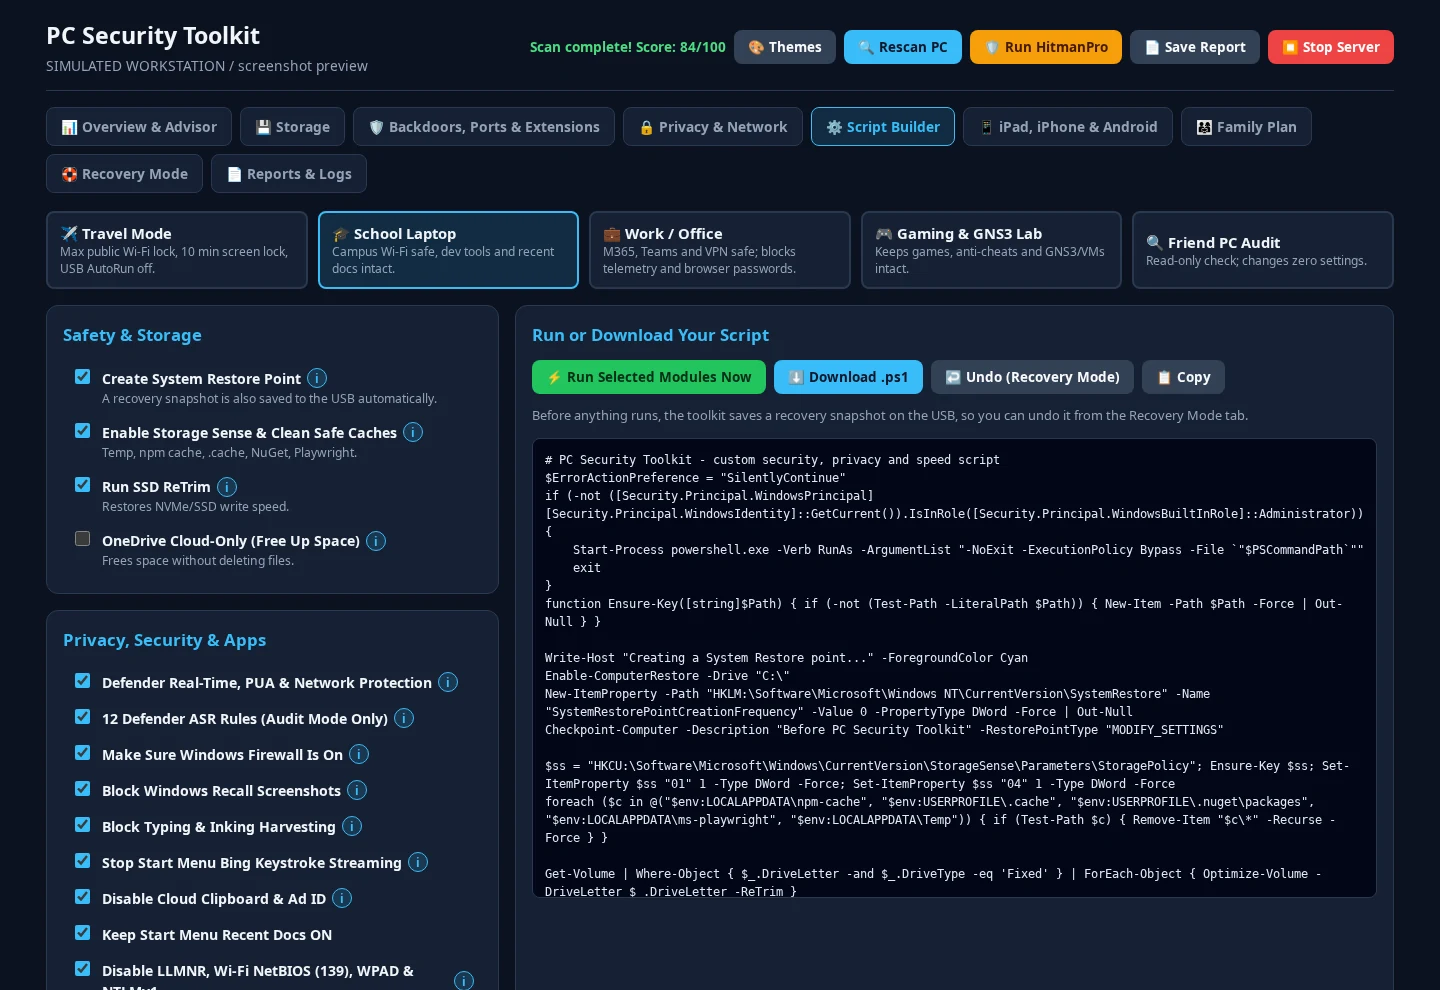 PC Security Toolkit
SIMULATED WORKSTATION / screenshot preview
Scan complete! Score: 84/100
Themes
Rescan PC
Run HitmanPro
Save Report
Stop Server
Overview & Advisor
Storage
Backdoors, Ports & Extensions
Privacy & Network
Script Builder
iPad, iPhone & Android
Family Plan
Recovery Mode
Reports & Logs
Travel Mode
Max public Wi-Fi lock, 10 min screen lock,
USB AutoRun off.
School Laptop
Campus Wi-Fi safe, dev tools and recent
docs intact.
Work / Office
M365, Teams and VPN safe; blocks
telemetry and browser passwords.
Gaming & GNS3 Lab
Keeps games, anti-cheats and GNS3/VMs
intact.
Friend PC Audit
Read-only check; changes zero settings.
Safety & Storage
Create System Restore Point i
A recovery snapshot is also saved to the USB automatically.
Enable Storage Sense & Clean Safe Caches i
Temp, npm cache, .cache, NuGet, Playwright.
Run SSD ReTrim i
Restores NVMe/SSD write speed.
OneDrive Cloud-Only (Free Up Space) i
Frees space without deleting files.
Privacy, Security & Apps
Defender Real-Time, PUA & Network Protection i
12 Defender ASR Rules (Audit Mode Only) i
Make Sure Windows Firewall Is On i
Block Windows Recall Screenshots i
Block Typing & Inking Harvesting i
Stop Start Menu Bing Keystroke Streaming i
Disable Cloud Clipboard & Ad ID i
Keep Start Menu Recent Docs ON
Disable LLMNR, Wi-Fi NetBIOS (139), WPAD & i
Run or Download Your Script
Run Selected Modules Now
Download .ps1
Undo (Recovery Mode)
Copy
Before anything runs, the toolkit saves a recovery snapshot on the USB, so you can undo it from the Recovery Mode tab.
# PC Security Toolkit - custom security, privacy and speed script
$ErrorActionPreference = "SilentlyContinue"
if (-not ([Security.Principal.WindowsPrincipal]
[Security.Principal.WindowsIdentity]::GetCurrent()).IsInRole([Security.Principal.WindowsBuiltInRole]::Administrator))
{
    Start-Process powershell.exe -Verb RunAs -ArgumentList "-NoExit -ExecutionPolicy Bypass -File `"$PSCommandPath`""
    exit
}
function Ensure-Key([string]$Path) { if (-not (Test-Path -LiteralPath $Path)) { New-Item -Path $Path -Force | Out-
Null } }
Write-Host "Creating a System Restore point..." -ForegroundColor Cyan
Enable-ComputerRestore -Drive "C:\"
New-ItemProperty -Path "HKLM:\Software\Microsoft\Windows NT\CurrentVersion\SystemRestore" -Name
"SystemRestorePointCreationFrequency" -Value 0 -PropertyType DWord -Force | Out-Null
Checkpoint-Computer -Description "Before PC Security Toolkit" -RestorePointType "MODIFY_SETTINGS"
$ss = "HKCU:\Software\Microsoft\Windows\CurrentVersion\StorageSense\Parameters\StoragePolicy"; Ensure-Key $ss; Set-
ItemProperty $ss "01" 1 -Type DWord -Force; Set-ItemProperty $ss "04" 1 -Type DWord -Force
foreach ($c in @("$env:LOCALAPPDATA\npm-cache", "$env:USERPROFILE\.cache", "$env:USERPROFILE\.nuget\packages",
"$env:LOCALAPPDATA\ms-playwright", "$env:LOCALAPPDATA\Temp")) { if (Test-Path $c) { Remove-Item "$c\*" -Recurse -
Force } }
Get-Volume | Where-Object { $_.DriveLetter -and $_.DriveType -eq 'Fixed' } | ForEach-Object { Optimize-Volume -
DriveLetter $_.DriveLetter -ReTrim }